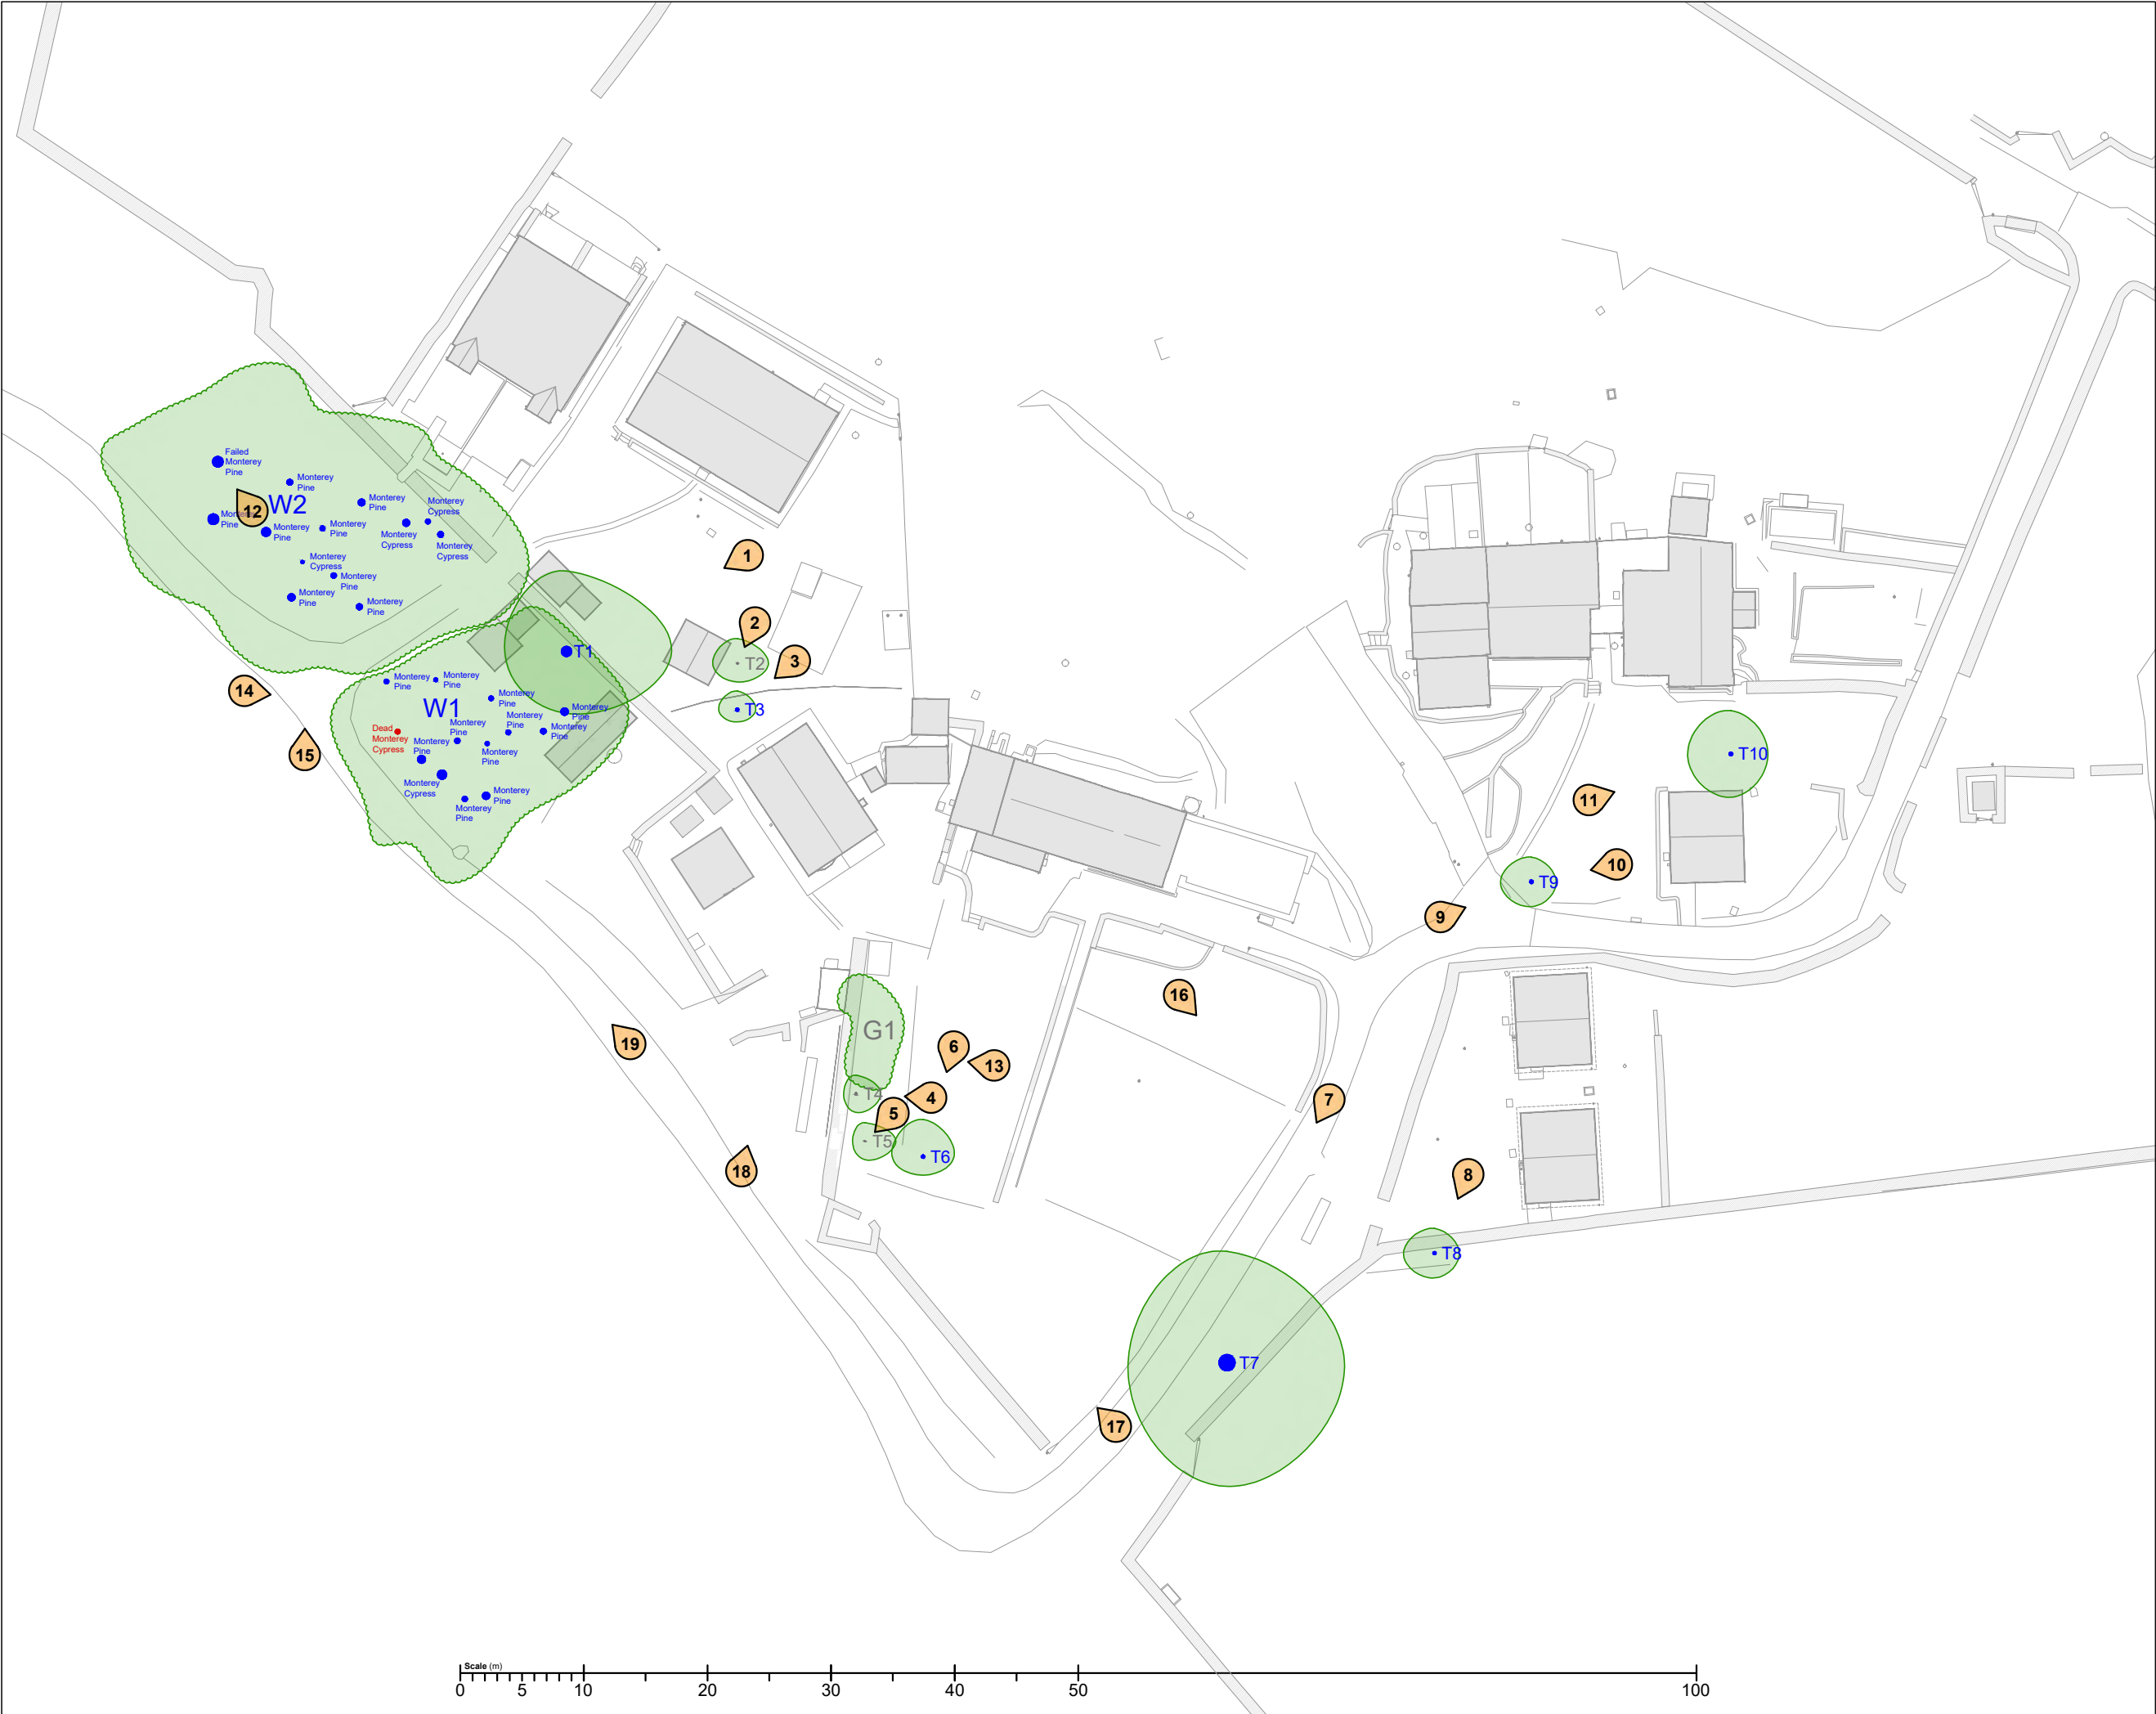 Failed
Monterey
Pine
Monterey
Pine
W2
12
Monterey
Pine
Monterey
Cypress
Monterey
Pine
Monterey
Pine
Monterey
Pine
Monterey
Cypress
Monterey
Cypress
Monterey
Cypress
Monterey
Pine
Monterey
Pine
Monterey
Pine
1
2
T1
T2
3
14
Monterey
Pine
Monterey
Pine
W1
Monterey
Pine
Monterey
Pine
T3
Dead
Monterey
Cypress
Monterey
Pine
Monterey
Pine
Monterey
Pine
Monterey
Pine
Monterey
Pine
15
Monterey
Cypress
Monterey
Pine
Monterey
Pine
T10
11
10
T9
9
16
G1
19
6
13
T4
4
5
7
T5
T6
18
8
T8
T7
17
Scale (m)
0 5 10 20 30 40 50 100